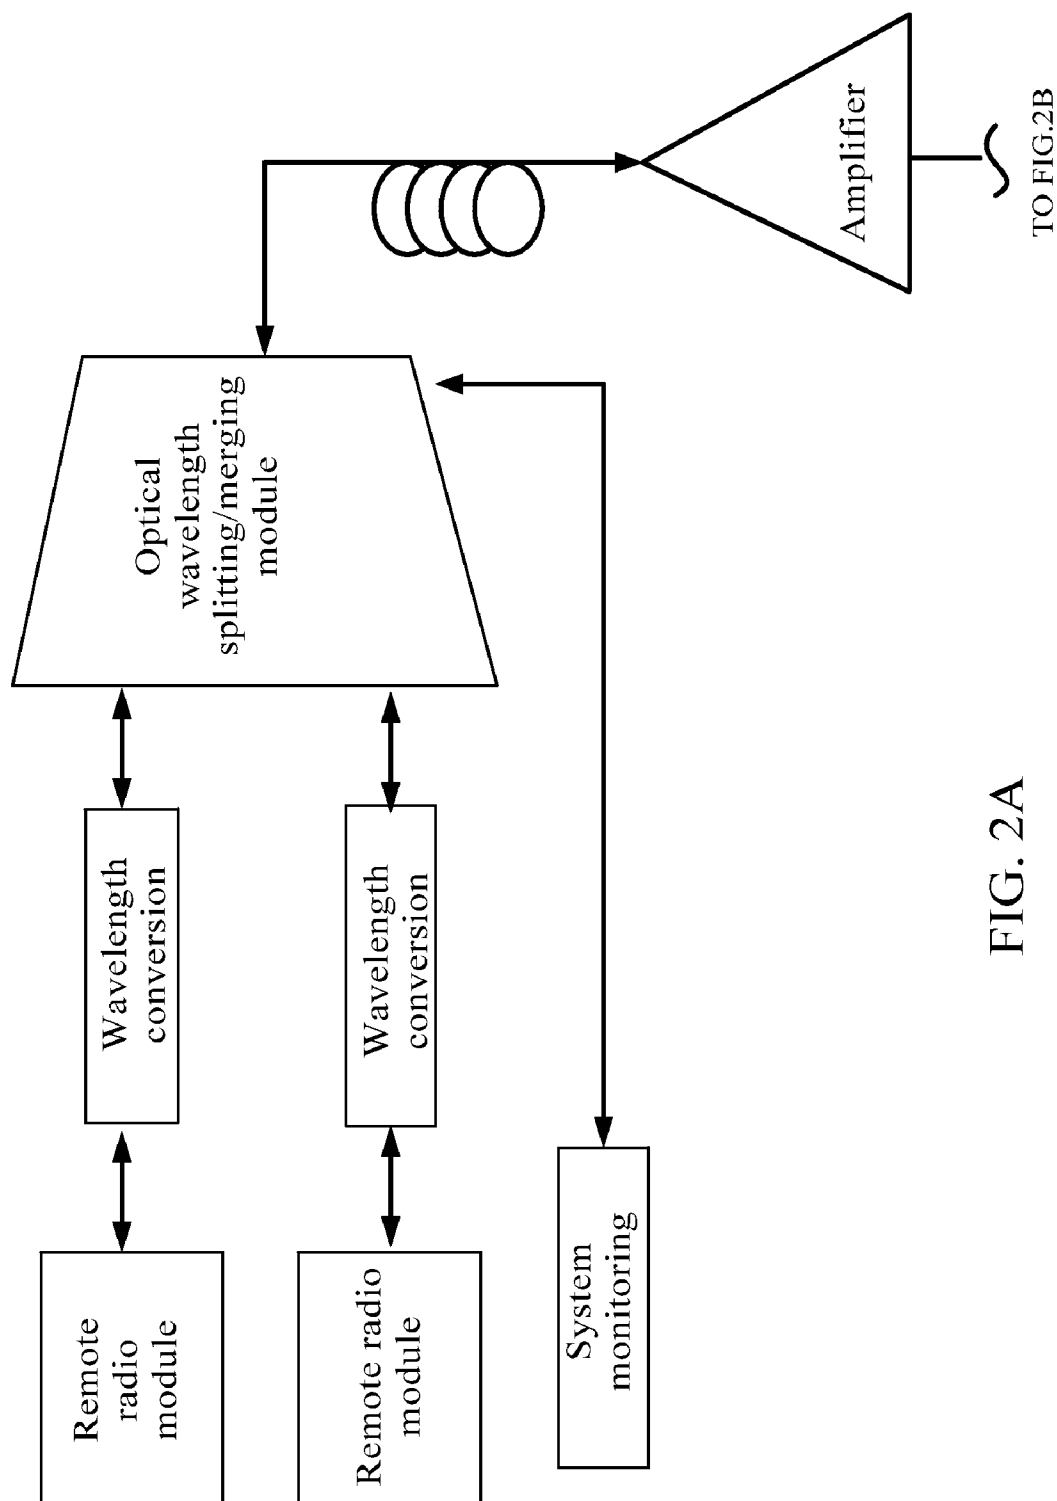 Remote
radio
module
Wavelength
conversion
Optical
wavelength
splitting/merging
module
Remote radio
module
Wavelength
conversion
System
monitoring
Amplifier
TO FIG.2B
FIG. 2A